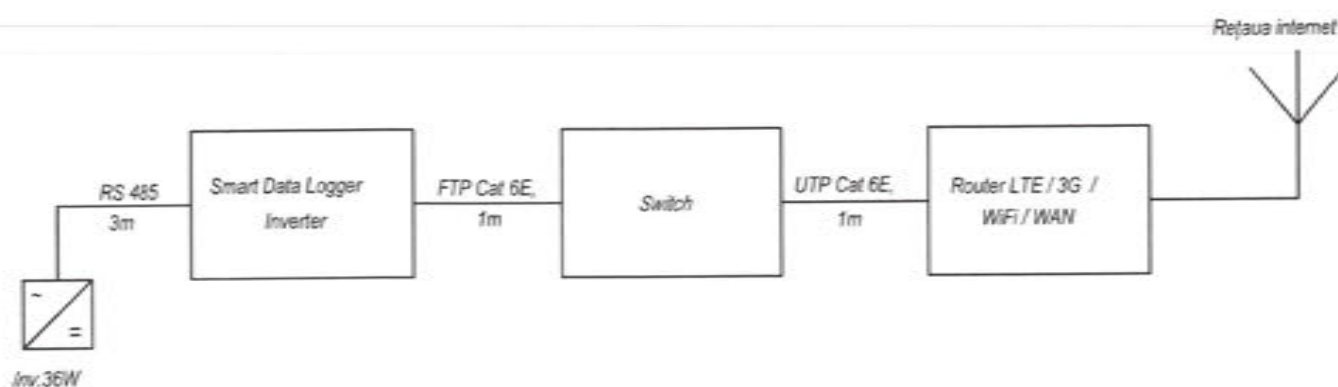 Rețaua internet
RS 485
3m
Smart Data Logger
Inverter
FTP Cat 6E,
1m
Switch
UTP Cat 6E,
1m
Router LTE / 3G /
WiFi / WAN
~
=
Inv.36W